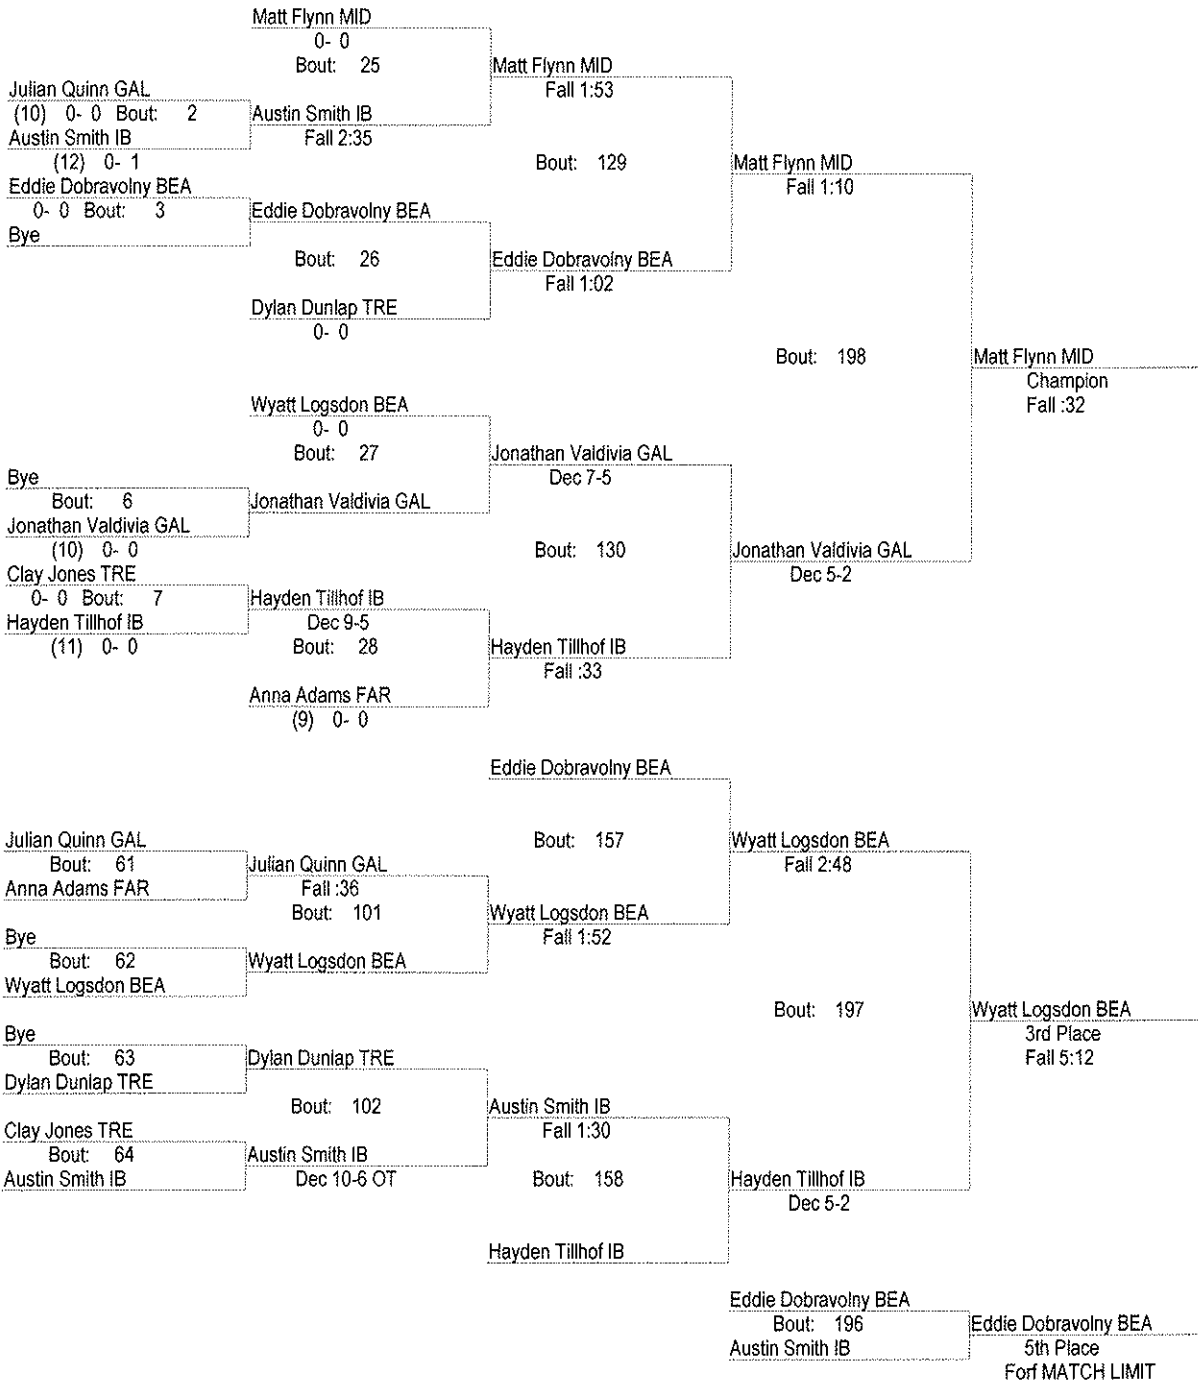 Matt Flynn MID
0- 0
Bout: 25
Matt Flynn MID
Fall 1:53
Julian Quinn GAL
(10) 0- 0 Bout: 2
Austin Smith IB
Fall 2:35
Austin Smith IB
(12) 0- 1
Bout: 129
Matt Flynn MID
Fall 1:10
Eddie Dobravolny BEA
0- 0 Bout: 3
Eddie Dobravolny BEA
Bye
Bout: 26
Eddie Dobravolny BEA
Fall 1:02
Dylan Dunlap TRE
0- 0
Bout: 198
Matt Flynn MID
Champion
Fall :32
Wyatt Logsdon BEA
0- 0
Bout: 27
Jonathan Valdivia GAL
Dec 7-5
Bye
Bout: 6
Jonathan Valdivia GAL
Jonathan Valdivia GAL
(10) 0- 0
Bout: 130
Jonathan Valdivia GAL
Dec 5-2
Clay Jones TRE
0- 0 Bout: 7
Hayden Tillhof IB
Dec 9-5
Hayden Tillhof IB
(11) 0- 0
Bout: 28
Hayden Tillhof IB
Fall :33
Anna Adams FAR
(9) 0- 0
Eddie Dobravolny BEA
Julian Quinn GAL
Bout: 157
Wyatt Logsdon BEA
Fall 2:48
Bout: 61
Julian Quinn GAL
Anna Adams FAR
Fall :36
Bout: 101
Wyatt Logsdon BEA
Fall 1:52
Bye
Bout: 62
Wyatt Logsdon BEA
Wyatt Logsdon BEA
Bout: 197
Wyatt Logsdon BEA
3rd Place
Fall 5:12
Bye
Bout: 63
Dylan Dunlap TRE
Dylan Dunlap TRE
Bout: 102
Austin Smith IB
Fall 1:30
Clay Jones TRE
Bout: 64
Austin Smith IB
Dec 10-6 OT
Austin Smith IB
Bout: 158
Hayden Tillhof IB
Dec 5-2
Hayden Tillhof IB
Eddie Dobravolny BEA
Bout: 196
Eddie Dobravolny BEA
Austin Smith IB
5th Place
Forf MATCH LIMIT